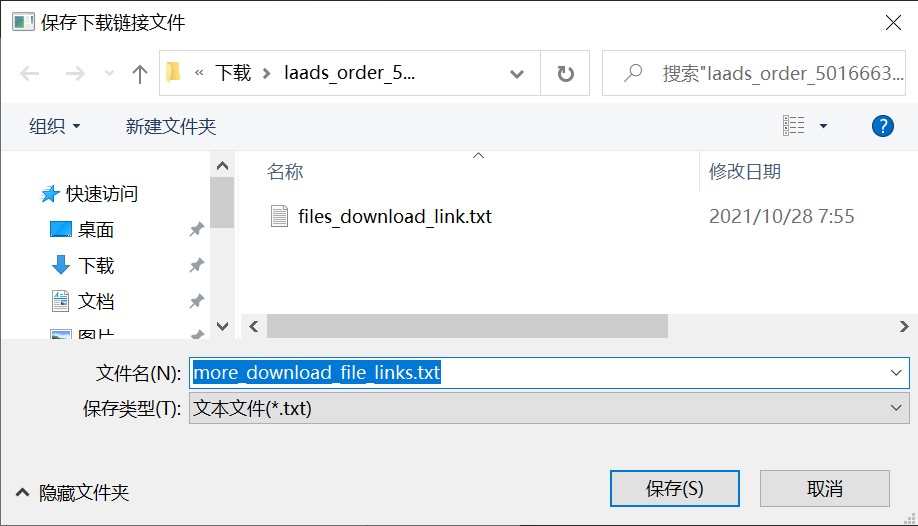 保存下载链接文件
« 下载 › laads_order_5...
搜索"laads_order_5016663...
组织
新建文件夹
?
名称
修改日期
快速访问
files_download_link.txt
2021/10/28 7:55
桌面
下载
文档
图片
文件名(N):
more_download_file_links.txt
保存类型(T):
文本文件(*.txt)
隐藏文件夹
保存(S)
取消